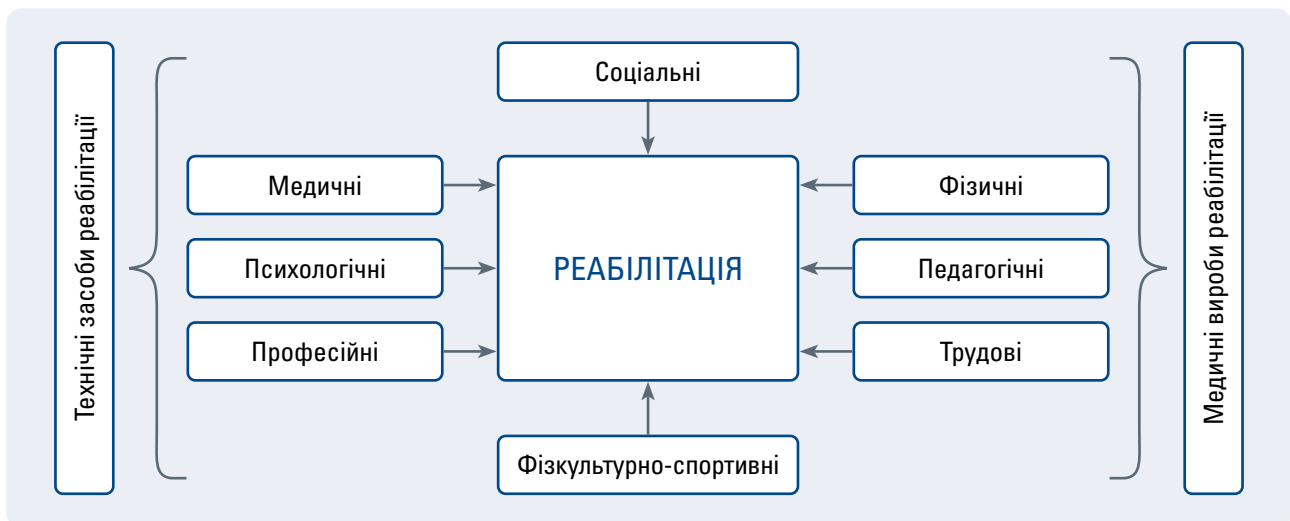 Технічні засоби реабілітації
Соціальні
Медичні
Психологічні
Професійні
РЕАБІЛІТАЦІЯ
Фізичні
Педагогічні
Трудові
Фізкультурно-спортивні
Медичні вироби реабілітації